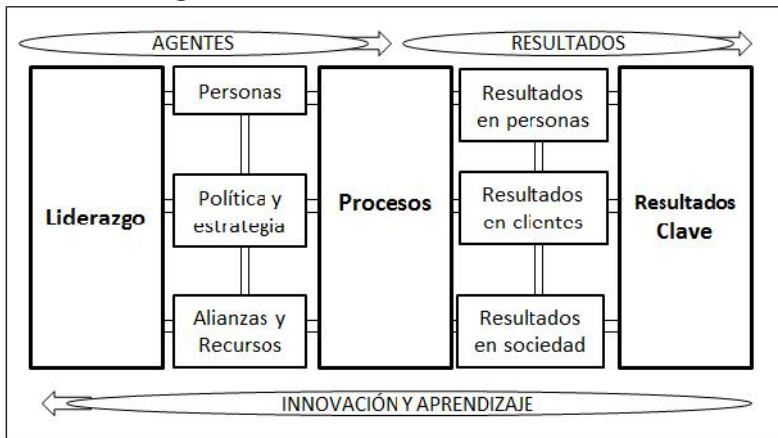 AGENTES
RESULTADOS
Personas
Resultados
en personas
Liderazgo
Política y
estrategia
Procesos
Resultados
en clientes
Resultados
Clave
Alianzas y
Recursos
Resultados
en sociedad
INNOVACIÓN Y APRENDIZAJE